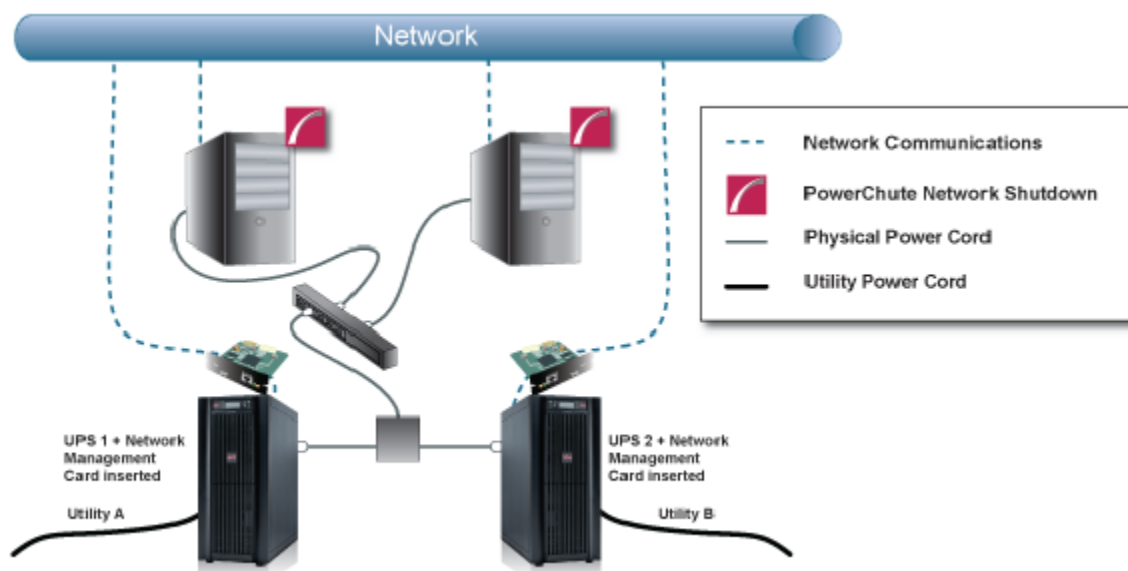 Network
Network Communications
PowerChute Network Shutdown
Physical Power Cord
Utility Power Cord
UPS 1 + Network
Management
Card inserted
Utility A
UPS 2 + Network
Management
Card inserted
Utility B